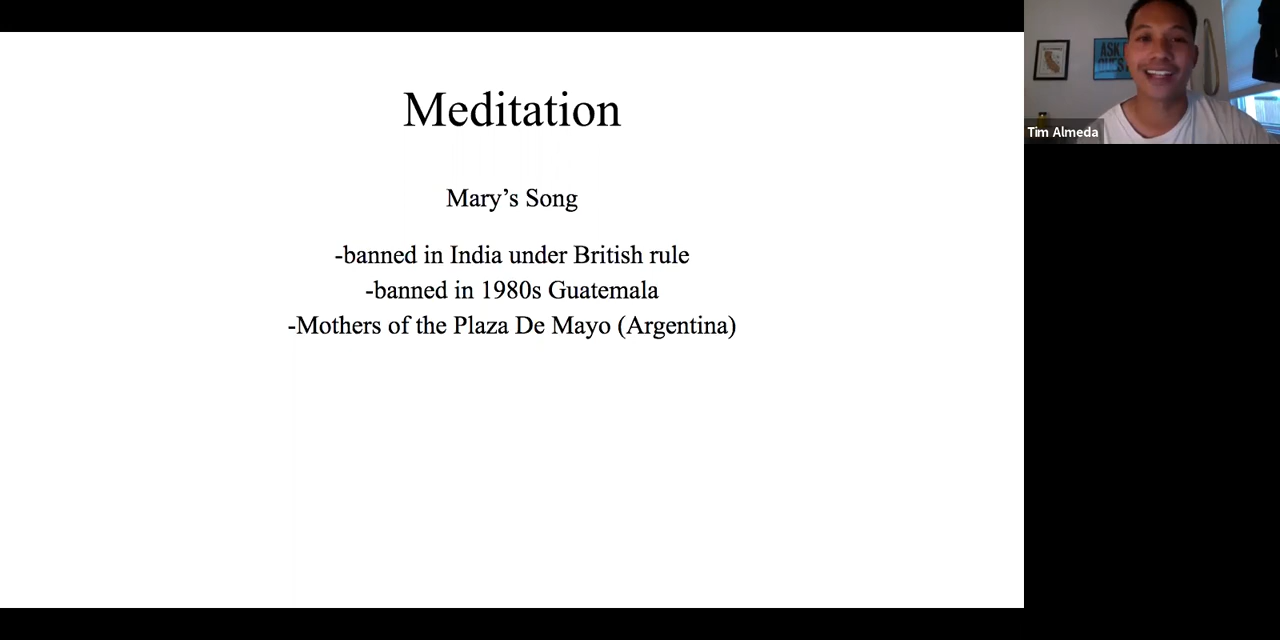 Meditation
Mary’s Song
-banned in India under British rule
-banned in 1980s Guatemala
-Mothers of the Plaza De Mayo (Argentina)
ASK
Tim Almeda